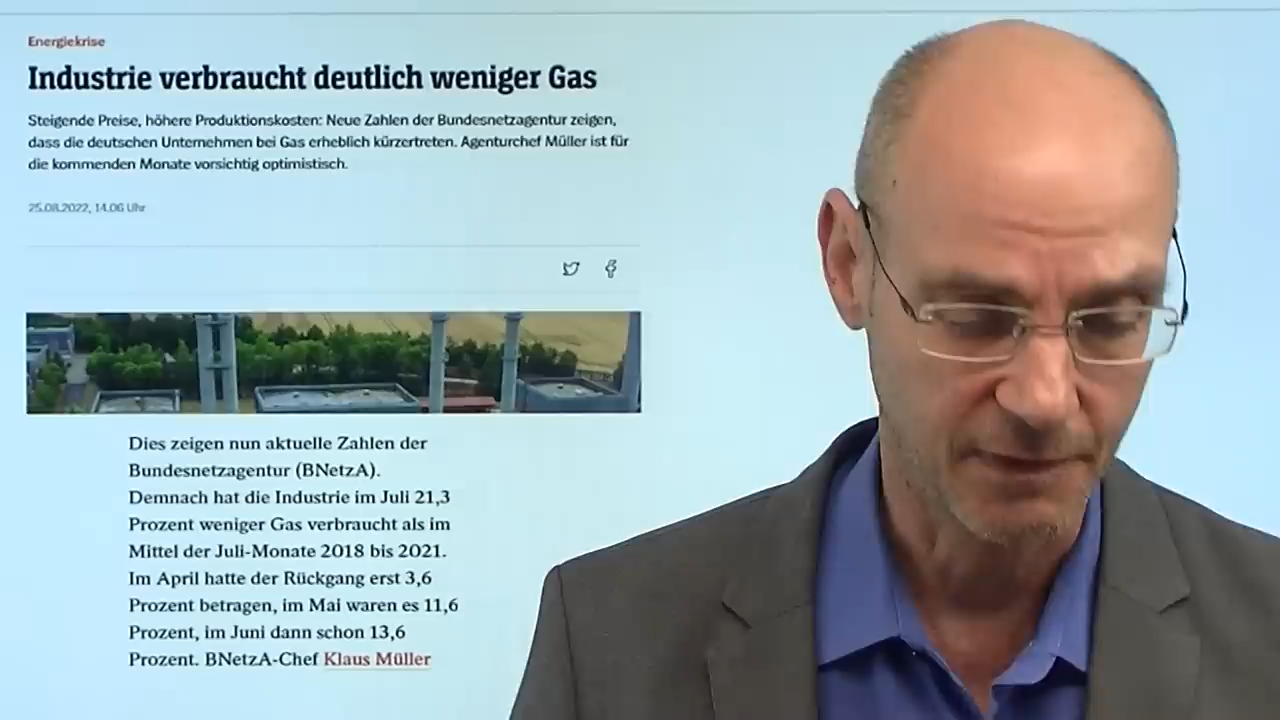 Energiekrise
Industrie verbraucht deutlich weniger Gas
Steigende Preise, höhere Produktionskosten: Neue Zahlen der Bundesnetzagentur zeigen,
dass die deutschen Unternehmen bei Gas erheblich kürzertreten. Agenturchef Müller ist für
die kommenden Monate vorsichtig optimistisch.
25.08.2022, 14.06 Uhr
Dies zeigen nun aktuelle Zahlen der
Bundesnetzagentur (BNetzA).
Demnach hat die Industrie im Juli 21,3
Prozent weniger Gas verbraucht als im
Mittel der Juli-Monate 2018 bis 2021.
Im April hatte der Rückgang erst 3,6
Prozent betragen, im Mai waren es 11,6
Prozent, im Juni dann schon 13,6
Prozent. BNetzA-Chef Klaus Müller